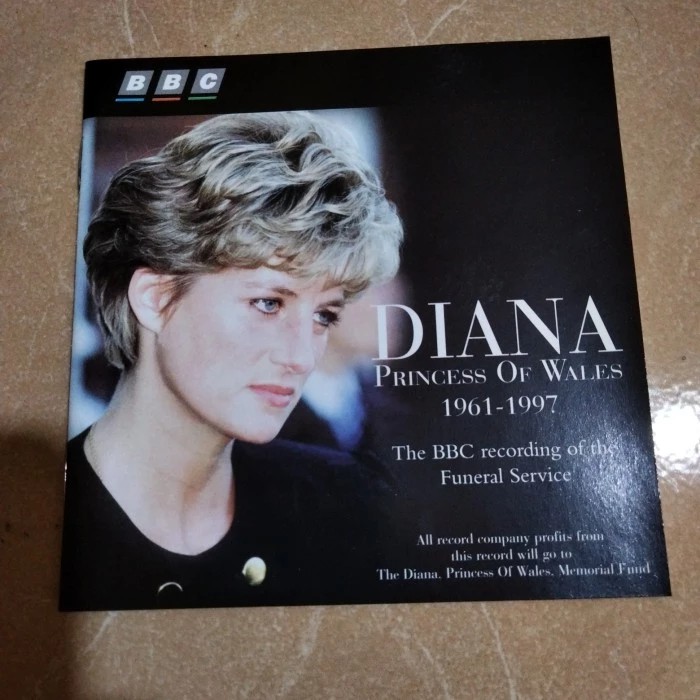 BBC
DIANA
PRINCESS OF WALES
1961-1997
The BBC recording of the
Funeral Service
All record company profits from
this record will go to
The Diana, Princess Of Wales, Memorial Fund